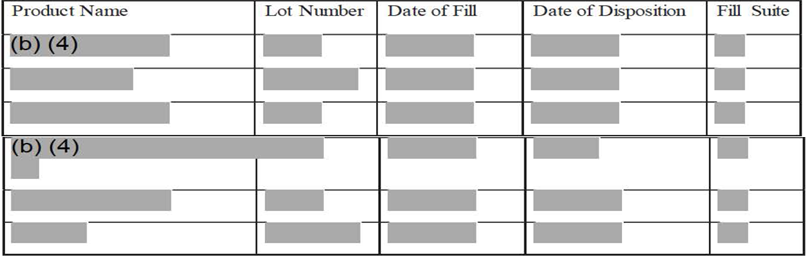 Product Name Lot Number Date of Fill Date of Disposition Fill Suite
(b) (4)
(b) (4)